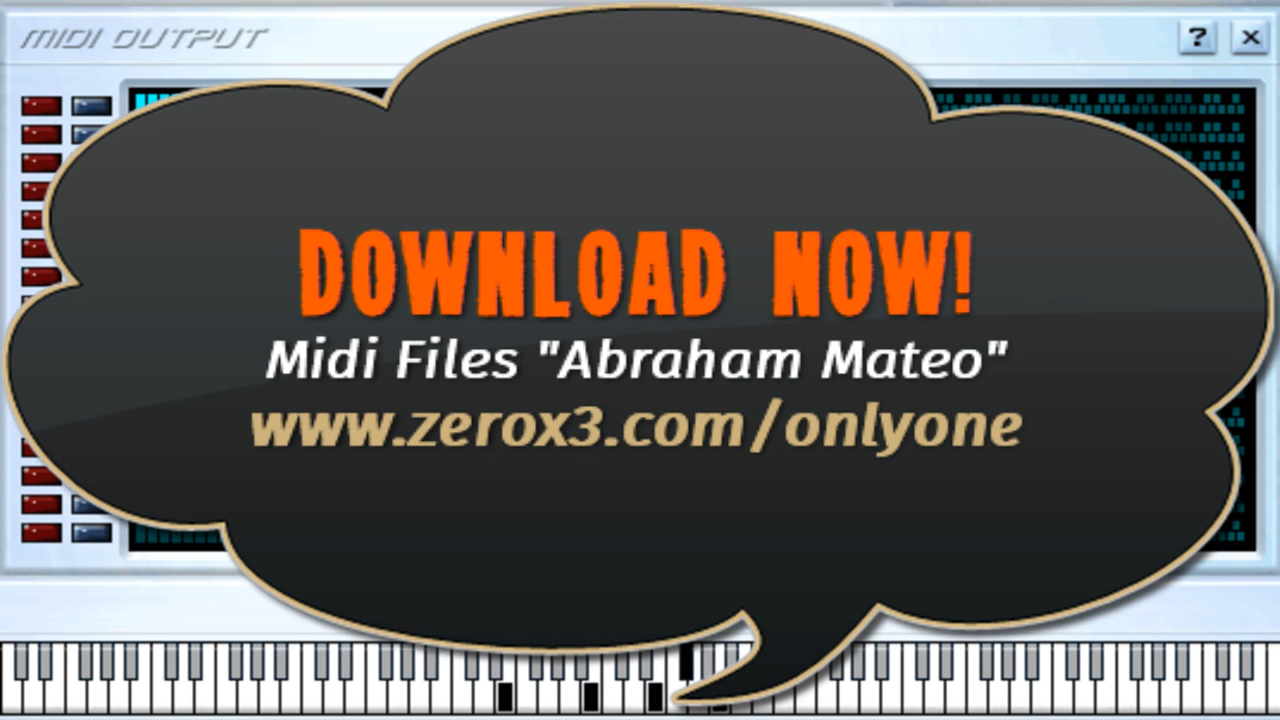 MIDI OUTPUT
? ×
DOWNLOAD NOW!
Midi Files "Abraham Mateo"
www.zerox3.com/onlyone